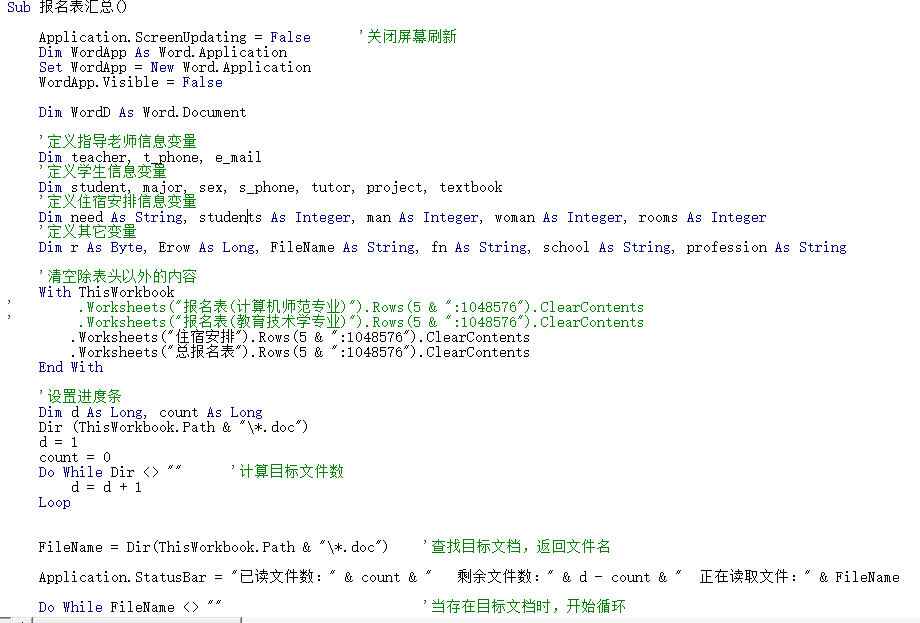 Sub 报名表汇总()
Application.ScreenUpdating = False '关闭屏幕刷新
Dim WordApp As Word.Application
Set WordApp = New Word.Application
WordApp.Visible = False
Dim WordD As Word.Document
'定义指导老师信息变量
Dim teacher, t_phone, e_mail
'定义学生信息变量
Dim student, major, sex, s_phone, tutor, project, textbook
'定义住宿安排信息变量
Dim need As String, students As Integer, man As Integer, woman As Integer, rooms As Integer
'定义其它变量
Dim r As Byte, Erow As Long, FileName As String, fn As String, school As String, profession As String
'清空除表头以外的内容
With ThisWorkbook
' .Worksheets("报名表(计算机师范专业)").Rows(5 & ":1048576").ClearContents
' .Worksheets("报名表(教育技术学专业)").Rows(5 & ":1048576").ClearContents
.Worksheets("住宿安排").Rows(5 & ":1048576").ClearContents
.Worksheets("总报名表").Rows(5 & ":1048576").ClearContents
End With
'设置进度条
Dim d As Long, count As Long
Dir (ThisWorkbook.Path & "\*.doc")
d = 1
count = 0
Do While Dir <> "" '计算目标文件数
d = d + 1
Loop
FileName = Dir(ThisWorkbook.Path & "\*.doc") '查找目标文档，返回文件名
Application.StatusBar = "已读文件数：" & count & " 剩余文件数：" & d - count & " 正在读取文件：" & FileName
Do While FileName <> "" '当存在目标文档时，开始循环